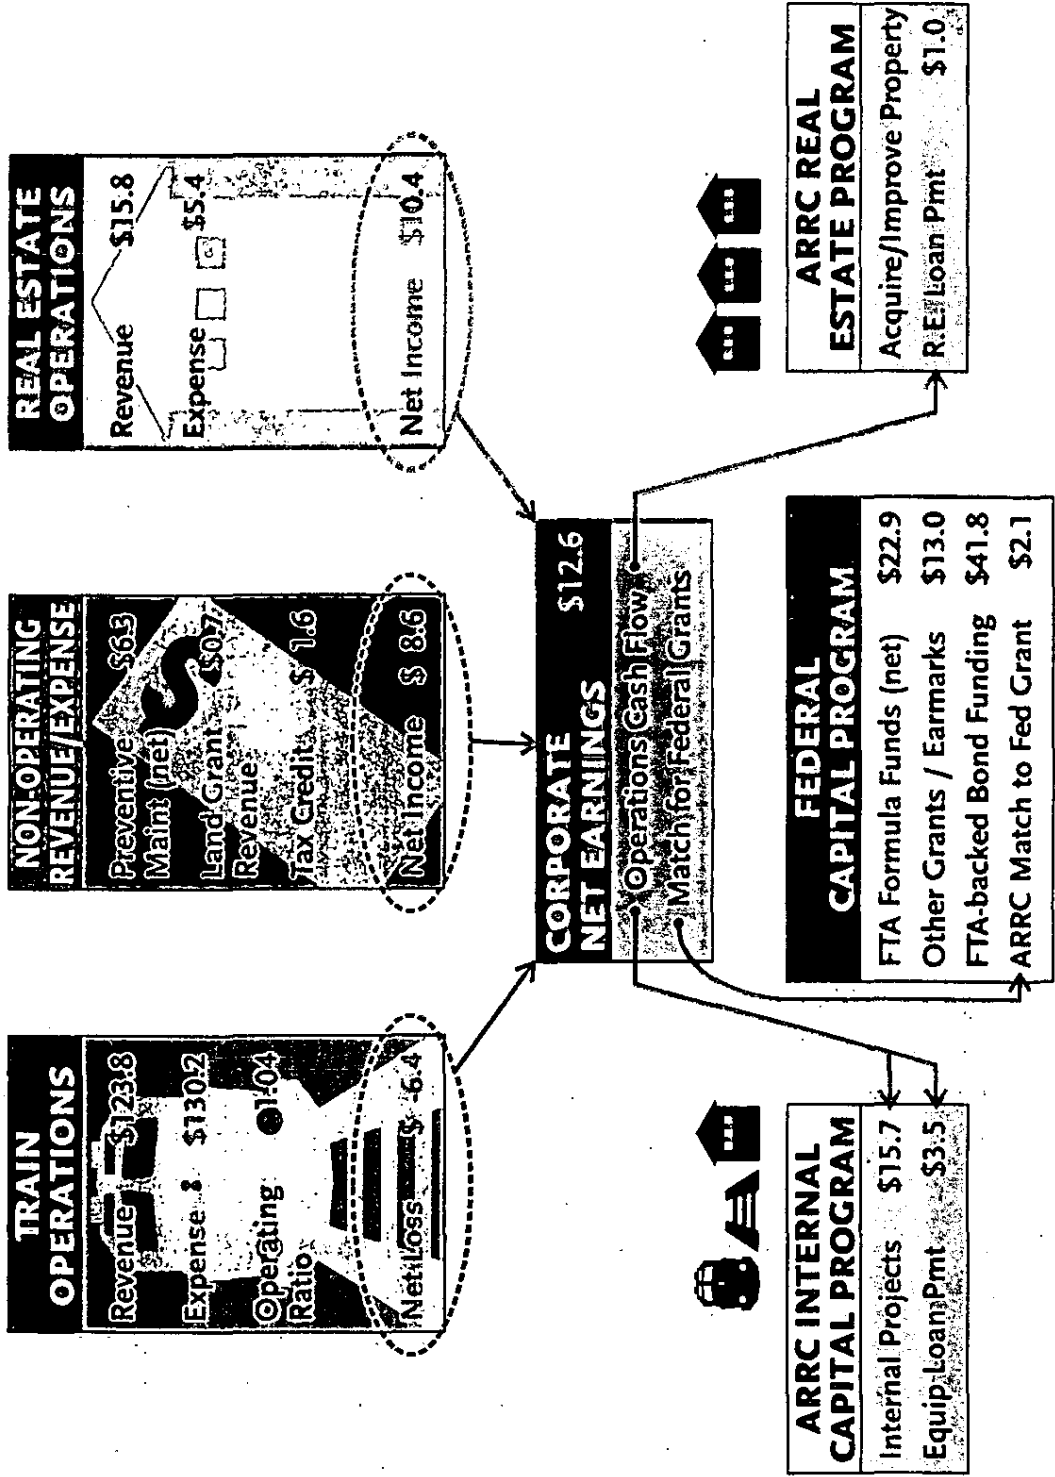 TRAIN
OPERATIONS
Revenue $123.8
Expense $130.2
Operating 1.04
Ratio
Net Loss $ -6.4
NON-OPERATING
REVENUE/EXPENSE
Preventive $6.3
Maint (net)
Land Grant $0.7
Revenue
Tax Credit $ 1.6
Net Income $ 8.6
REAL ESTATE
OPERATIONS
Revenue $15.8
Expense $5.4
Net Income $10.4
CORPORATE
NET EARNINGS $12.6
Operations Cash Flow
Match for Federal Grants
ARRC INTERNAL
CAPITAL PROGRAM
Internal Projects $15.7
Equip Loan Pmt $3.5
FEDERAL
CAPITAL PROGRAM
FTA Formula Funds (net) $22.9
Other Grants / Earmarks $13.0
FTA-backed Bond Funding $41.8
ARRC Match to Fed Grant $2.1
ARRC REAL
ESTATE PROGRAM
Acquire/Improve Property
R.E. Loan Pmt $1.0